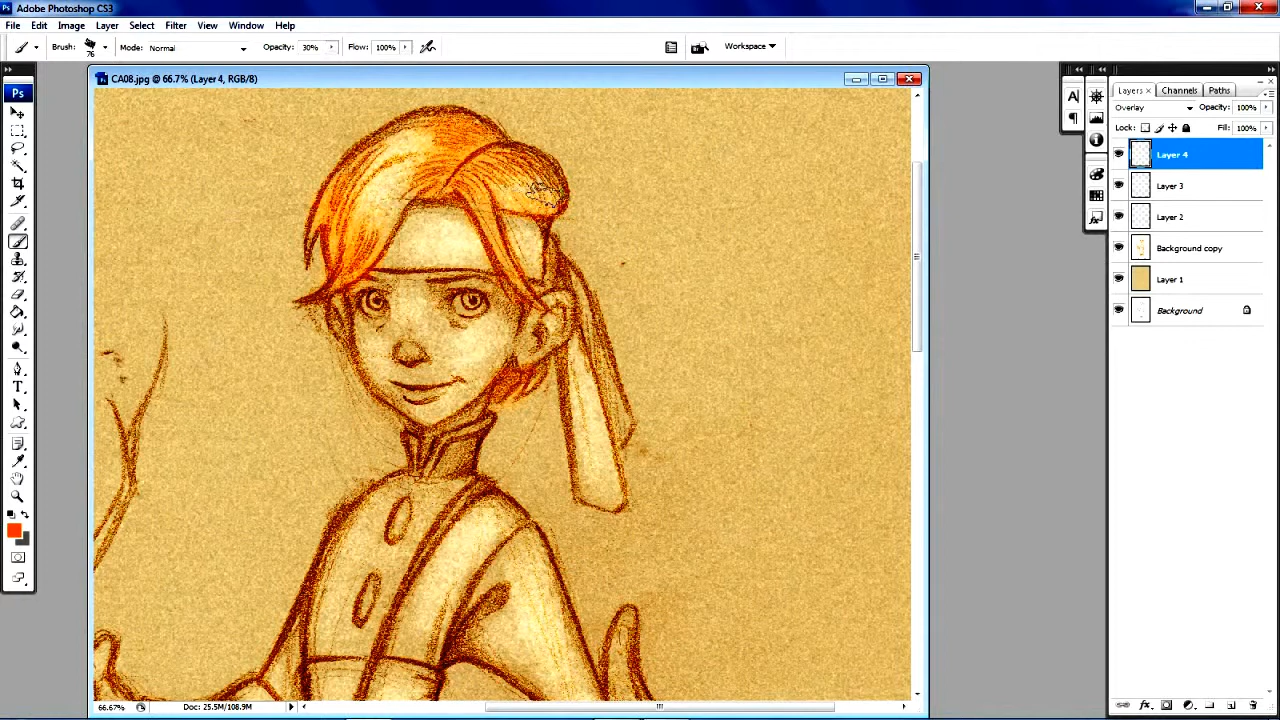 Adobe Photoshop CS3
File Edit Image Layer Select Filter View Window Help
Brush: 76 Mode: Normal Opacity: 30% Flow: 100% Workspace
Ps
CA08.jpg @ 66.7% (Layer 4, RGB/8)
Layers Channels Paths
Overlay Opacity: 100%
Lock: Fill: 100%
Layer 4
Layer 3
Layer 2
Background copy
Layer 1
Background
66.67% Doc: 25.5M/108.9M